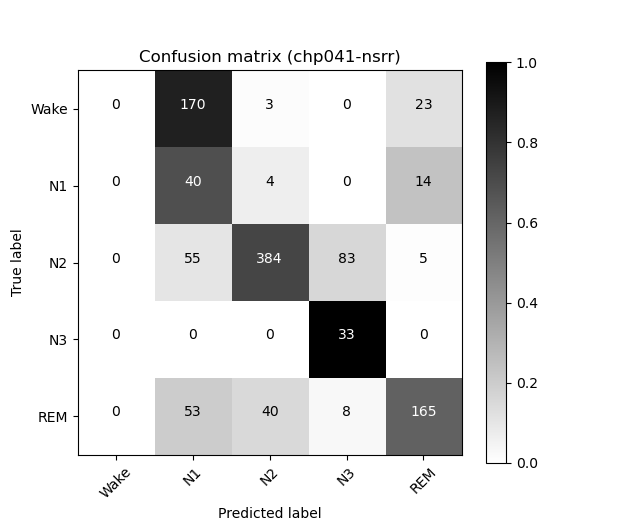 Confusion matrix (chp041-nsrr)
True label
Wake 0 170 3 0 23
N1 0 40 4 0 14
N2 0 55 384 83 5
N3 0 0 0 33 0
REM 0 53 40 8 165
Wake N1 N2 N3 REM
Predicted label
1.0
0.8
0.6
0.4
0.2
0.0